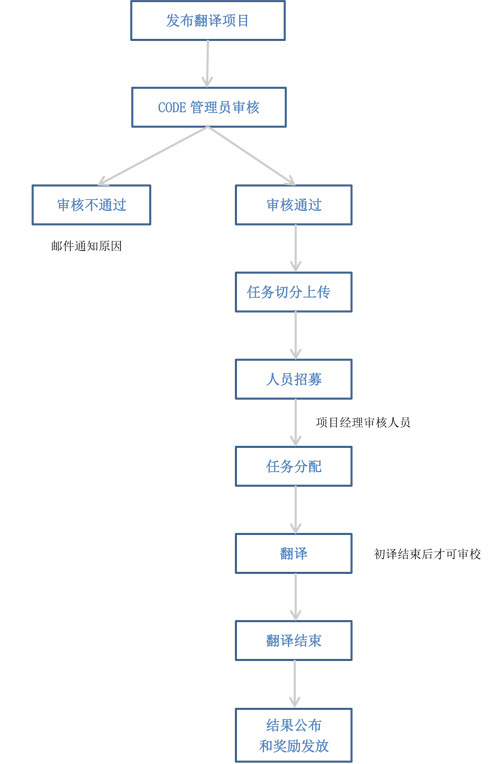 发布翻译项目
CODE 管理员审核
审核不通过
审核通过
邮件通知原因
任务切分上传
人员招募
项目经理审核人员
任务分配
翻译
初译结束后才可审校
翻译结束
结果公布
和奖励发放